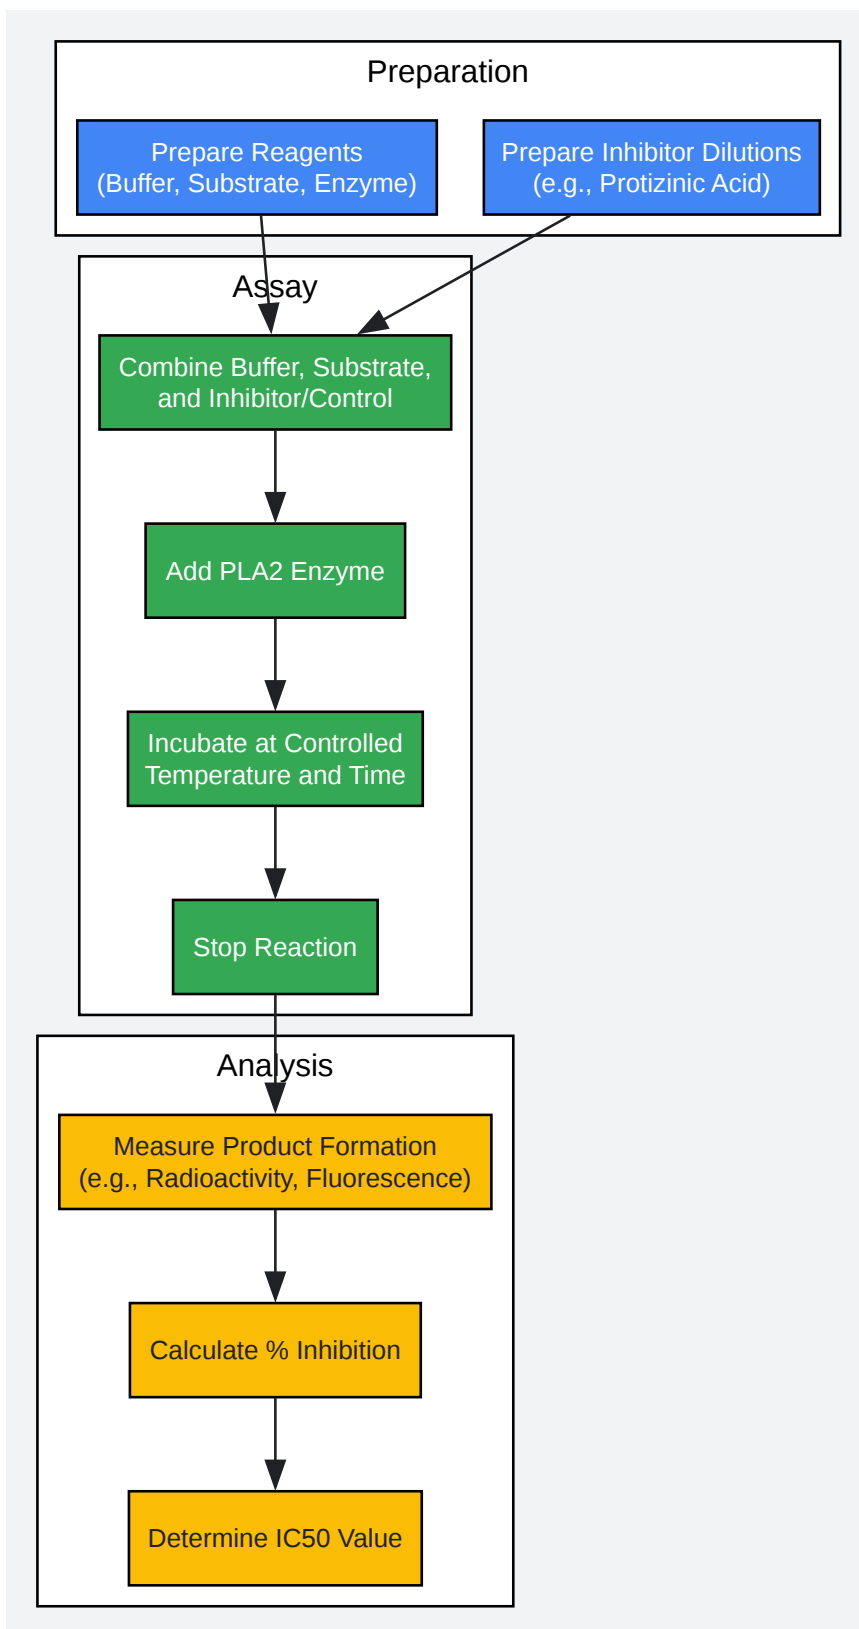 Preparation
Prepare Reagents
(Buffer, Substrate, Enzyme)
Prepare Inhibitor Dilutions
(e.g., Protizinic Acid)
Assay
Combine Buffer, Substrate,
and Inhibitor/Control
Add PLA2 Enzyme
Incubate at Controlled
Temperature and Time
Stop Reaction
Analysis
Measure Product Formation
(e.g., Radioactivity, Fluorescence)
Calculate % Inhibition
Determine IC50 Value